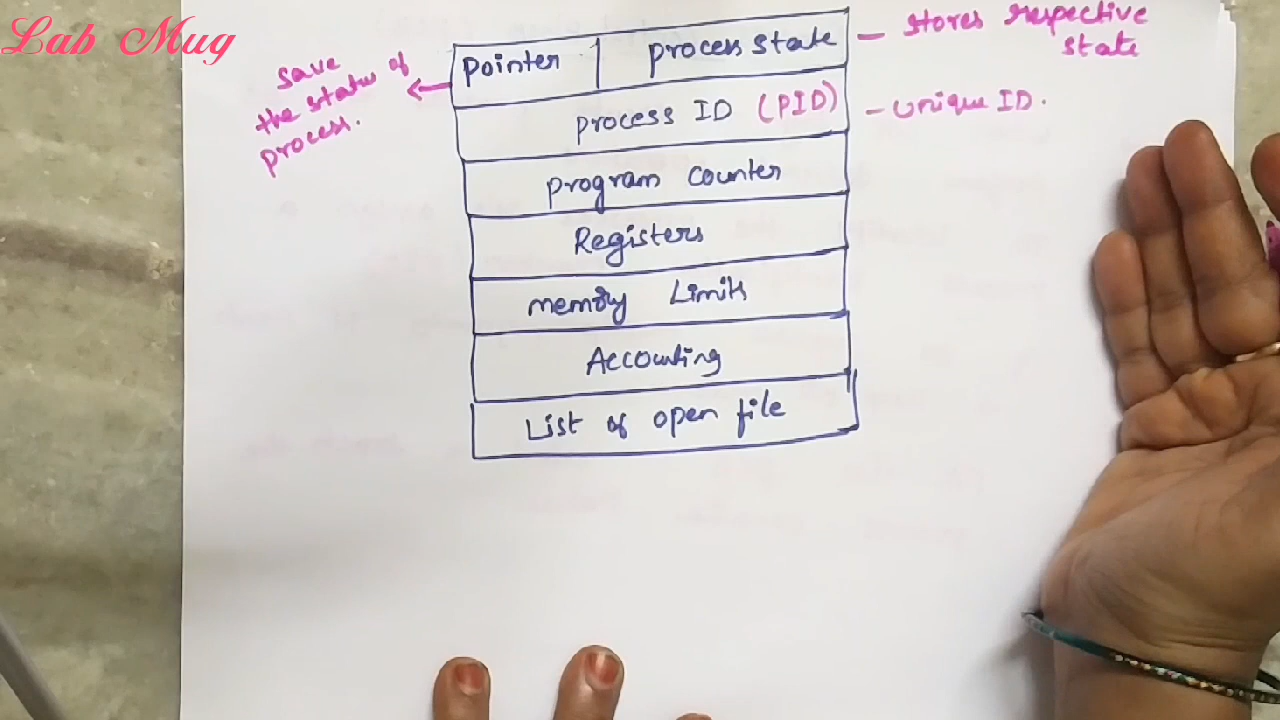 Lab Mug
pointer process state - stores respective
state
save
the status of
process.
process ID (PID) - unique ID.
program counter
Registers
memory Limits
Accounting
List of open file